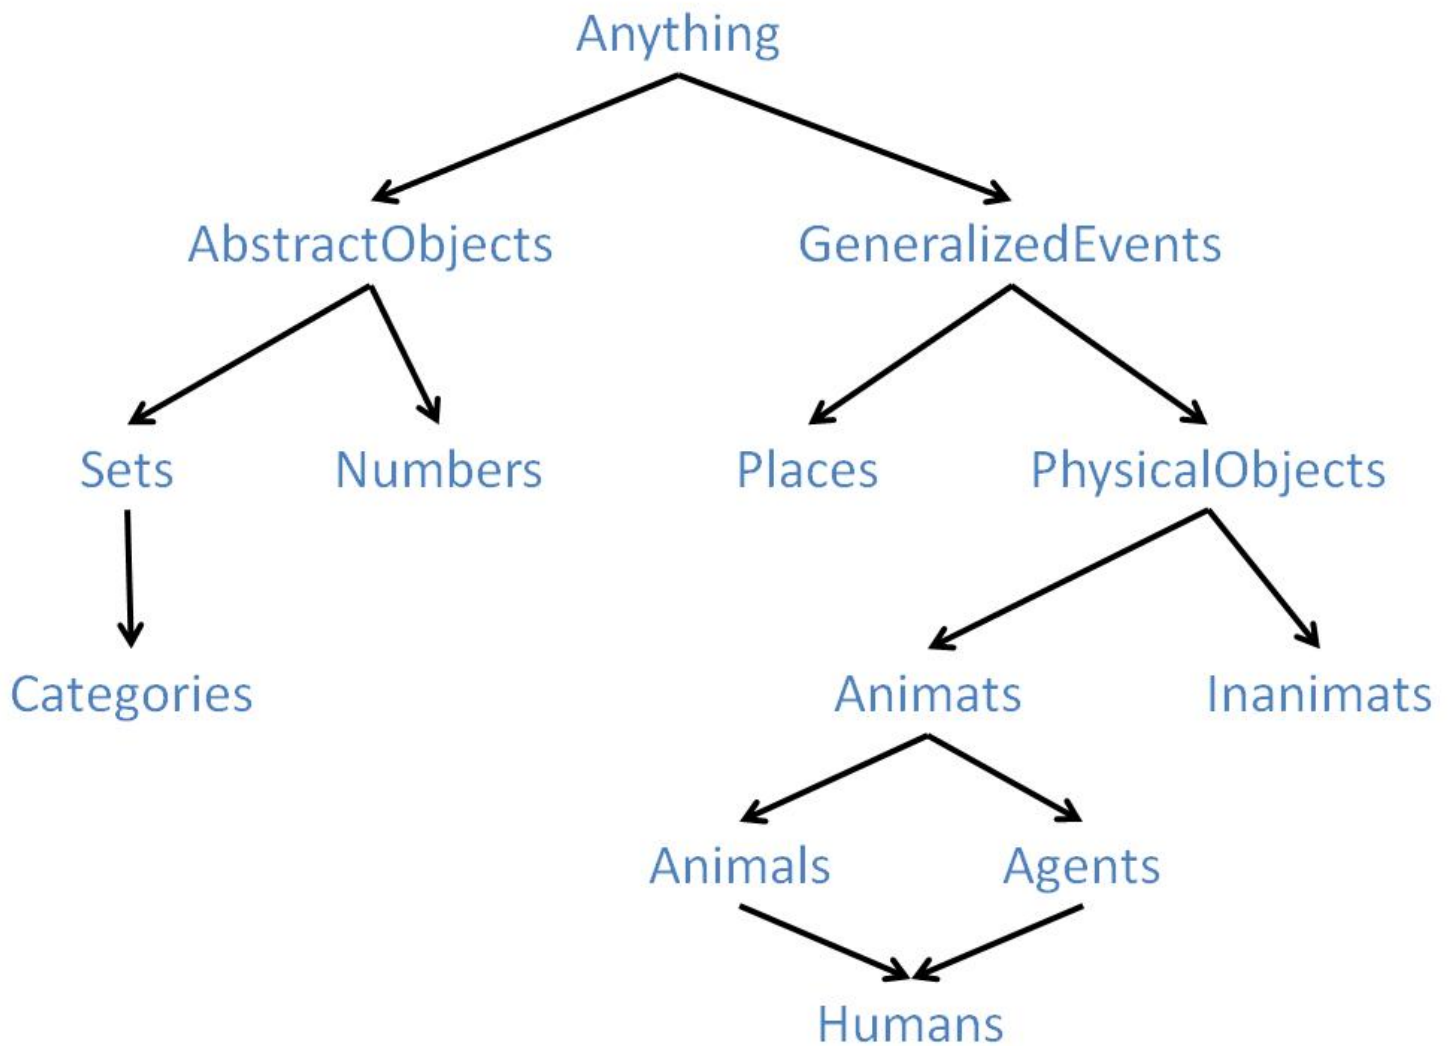 Anything
AbstractObjects GeneralizedEvents
Sets Numbers Places PhysicalObjects
Categories Animats Inanimats
Animals Agents
Humans